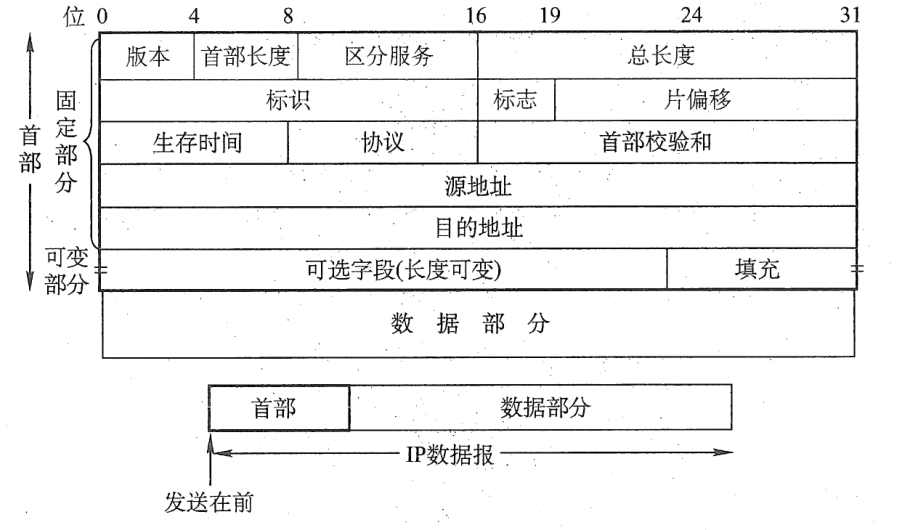 位 0 4 8 16 19 24 31
版本 首部长度 区分服务 总长度
标识 标志 片偏移
生存时间 协议 首部校验和
源地址
目的地址
可选字段(长度可变) 填充
数据部分
首部
固定部分
可变部分
首部 数据部分
IP数据报
发送在前